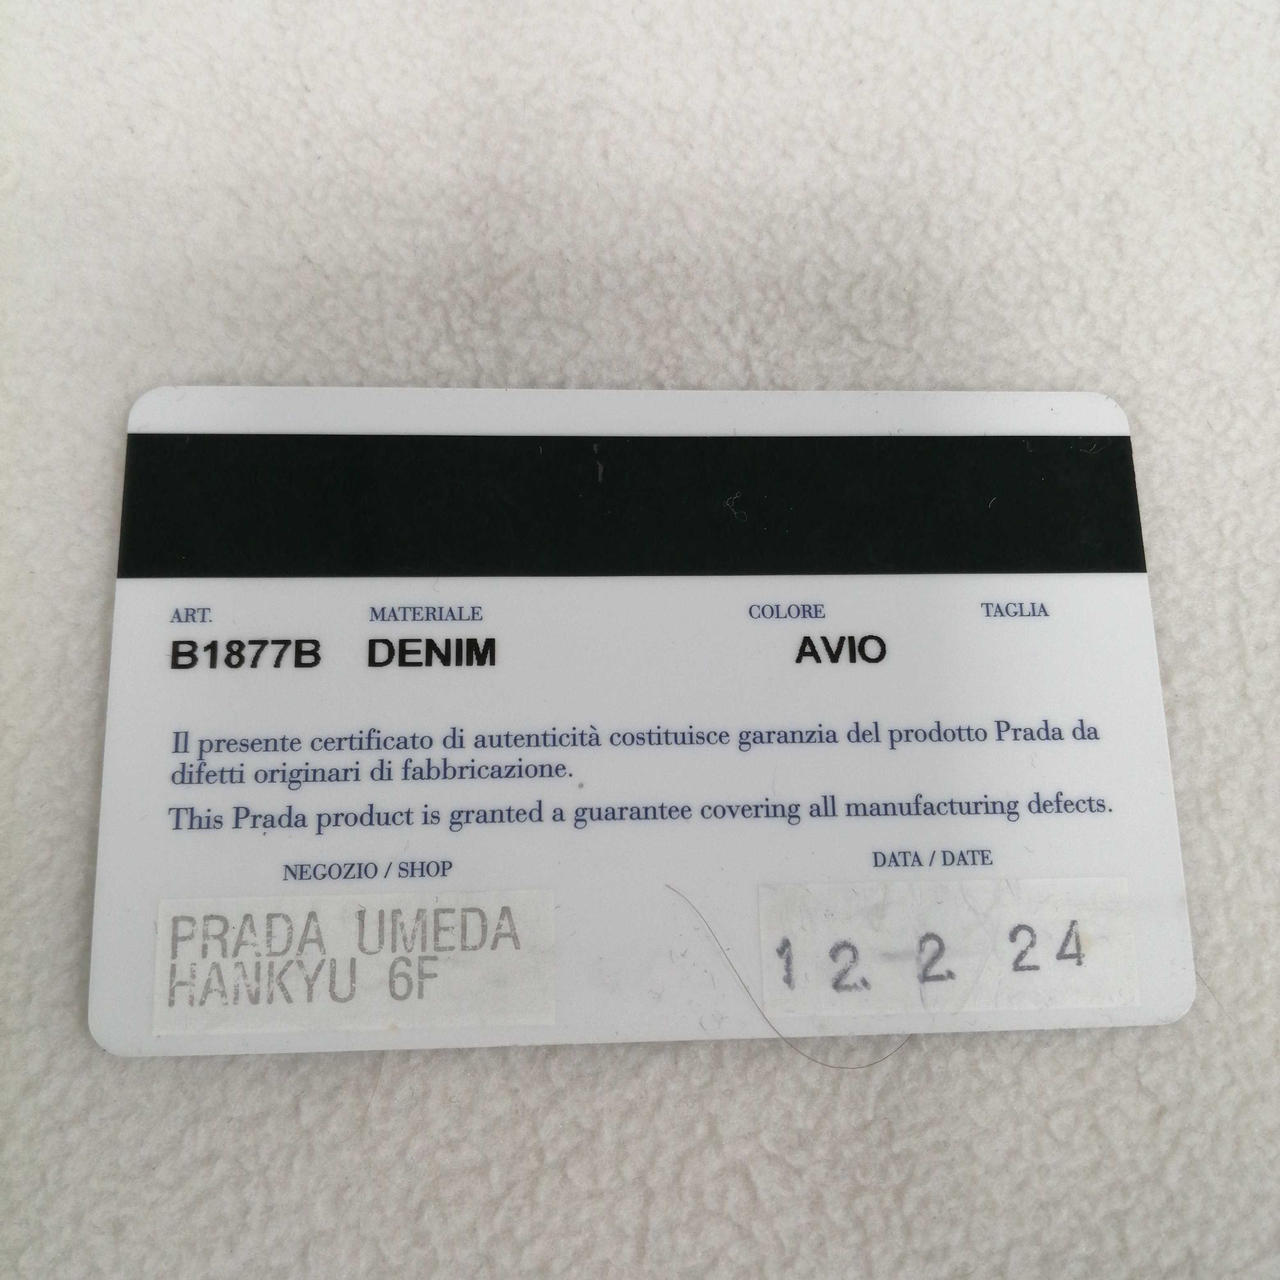 ART. MATERIALE COLORE TAGLIA
B1877B DENIM AVIO
Il presente certificato di autenticità costituisce garanzia del prodotto Prada da
difetti originari di fabbricazione.
This Prada product is granted a guarantee covering all manufacturing defects.
NEGOZIO / SHOP DATA / DATE
PRADA UMEDA
HANKYU 6F
12. 2. 24